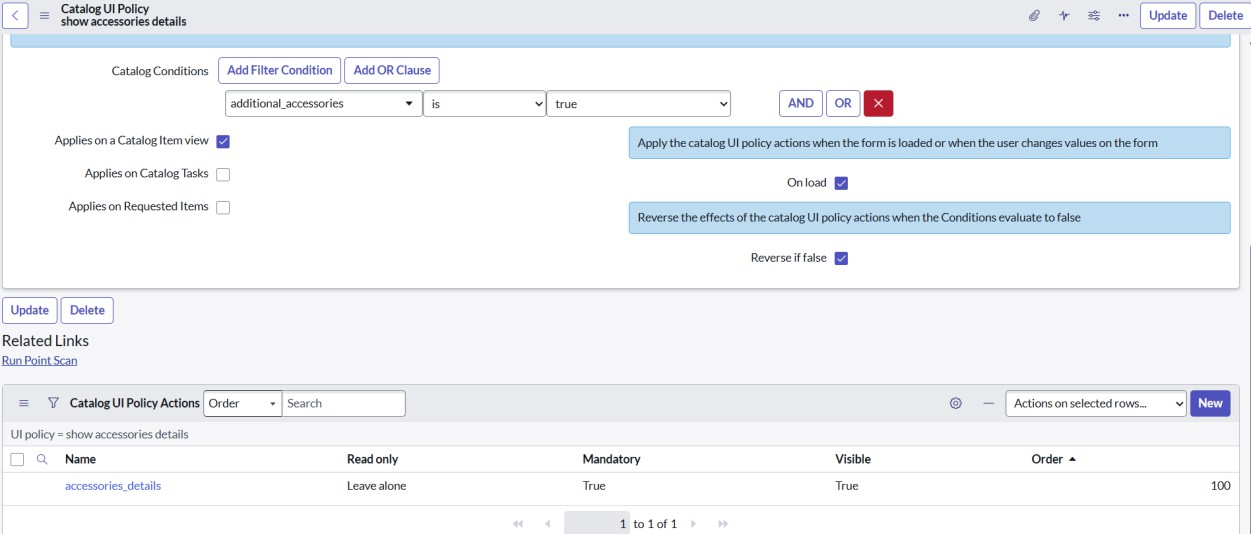 Catalog UI Policy
show accessories details
Update Delete
Catalog Conditions Add Filter Condition Add OR Clause
additional_accessories is true AND OR
Applies on a Catalog Item view
Apply the catalog UI policy actions when the form is loaded or when the user changes values on the form
Applies on Catalog Tasks
On load
Applies on Requested Items
Reverse the effects of the catalog UI policy actions when the Conditions evaluate to false
Reverse if false
Update Delete
Related Links
Run Point Scan
Catalog UI Policy Actions Order Search Actions on selected rows... New
UI policy = show accessories details
Name Read only Mandatory Visible Order
accessories_details Leave alone True True 100
1 to 1 of 1